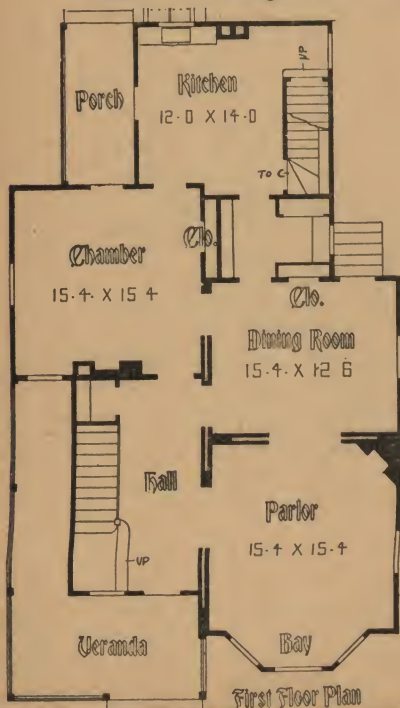 UP
Kitchen
Porch
12·0 X 14·0
TO C
Clo.
Chamber
15·4· X 15 4
Clo.
Dining Room
15·4· X 12 6
Hall
Parlor
15·4 X 15·4
UP
Veranda
Bay
First Floor Plan